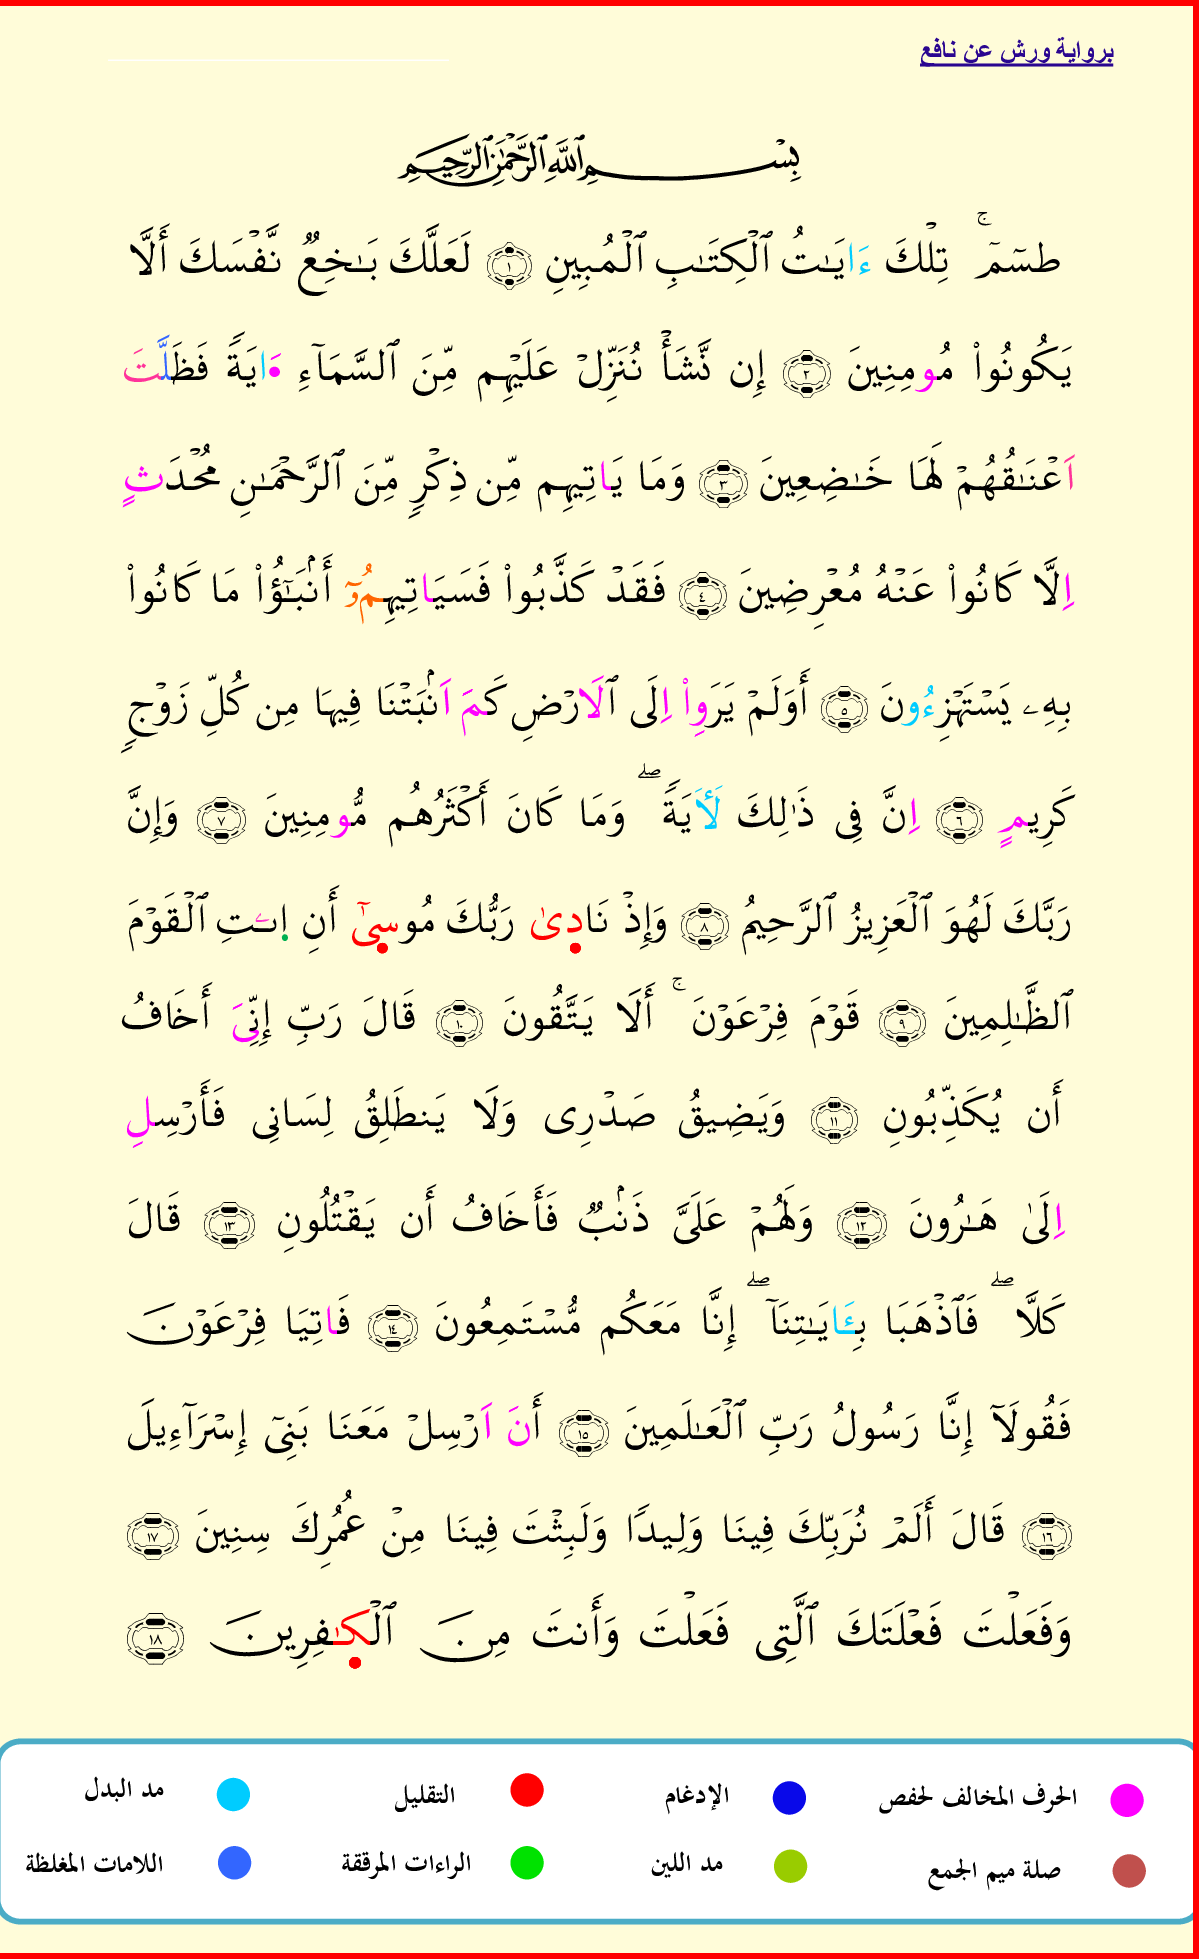 برواية ورش عن نافع
بِسْمِ اللَّهِ الرَّحْمَٰنِ الرَّحِيمِ
طسٓمٓ ۚ تِلْكَ ءَايَٰتُ ٱلْكِتَٰبِ ٱلْمُبِينِ ١ لَعَلَّكَ بَٰخِعٌ نَّفْسَكَ أَلَّا
يَكُونُواْ مُومِنِينَ ٢ إِن نَّشَأْ نُنَزِّلْ عَلَيْهِم مِّنَ ٱلسَّمَآءِ ءَايَةً فَظَلَّتَ
اَعْنَٰقُهُمْ لَهَا خَٰضِعِينَ ٣ وَمَا يَاتِيهِم مِّن ذِكْرٍ مِّنَ ٱلرَّحْمَٰنِ مُحْدَثٍ
اِلَّا كَانُواْ عَنْهُ مُعْرِضِينَ ٤ فَقَدْ كَذَّبُواْ فَسَيَاتِيهِمُۥٓ أَنۢبَٰٓؤُاْ مَا كَانُواْ
بِهِۦ يَسْتَهْزِءُونَ ٥ أَوَلَمْ يَرَوِاْ اِلَى ٱلَارْضِ كَمَ اَنۢبَتْنَا فِيهَا مِن كُلِّ زَوْجٍ
كَرِيمٍ ٦ اِنَّ فِى ذَٰلِكَ لَأَيَةً ۖ وَمَا كَانَ أَكْثَرُهُم مُّومِنِينَ ٧ وَإِنَّ
رَبَّكَ لَهُوَ ٱلْعَزِيزُ ٱلرَّحِيمُ ٨ وَإِذْ نَادِىٰ رَبُّكَ مُوسِىٰٓ أَنِ اِيتِ ٱلْقَوْمَ
ٱلظَّٰلِمِينَ ٩ قَوْمَ فِرْعَوْنَ ۚ أَلَا يَتَّقُونَ ١٠ قَالَ رَبِّ إِنِّىَ أَخَافُ
أَن يُكَذِّبُونِ ١١ وَيَضِيقُ صَدْرِى وَلَا يَنطَلِقُ لِسَانِى فَأَرْسِلِ
اِلَىٰ هَٰرُونَ ١٢ وَلَهُمْ عَلَىَّ ذَنۢبٌ فَأَخَافُ أَن يَقْتُلُونِ ١٣ قَالَ
كَلَّا ۖ فَٱذْهَبَا بِـَٔايَٰتِنَآ ۖ إِنَّا مَعَكُم مُّسْتَمِعُونَ ١٤ فَاتِيَا فِرْعَوْنَ
فَقُولَآ إِنَّا رَسُولُ رَبِّ ٱلْعَٰلَمِينَ ١٥ أَنَ اَرْسِلْ مَعَنَا بَنِىٓ إِسْرَآءِيلَ
١٦ قَالَ أَلَمْ نُرَبِّكَ فِينَا وَلِيدًا وَلَبِثْتَ فِينَا مِنْ عُمُرِكَ سِنِينَ ١٧
وَفَعَلْتَ فَعْلَتَكَ ٱلَّتِى فَعَلْتَ وَأَنتَ مِنَ ٱلْكَٰفِرِينَ ١٨
الحرف المخالف لحفص الإدغام التقليل مد البدل
صلة ميم الجمع مد اللين الراءات المرققة اللامات المغلظة